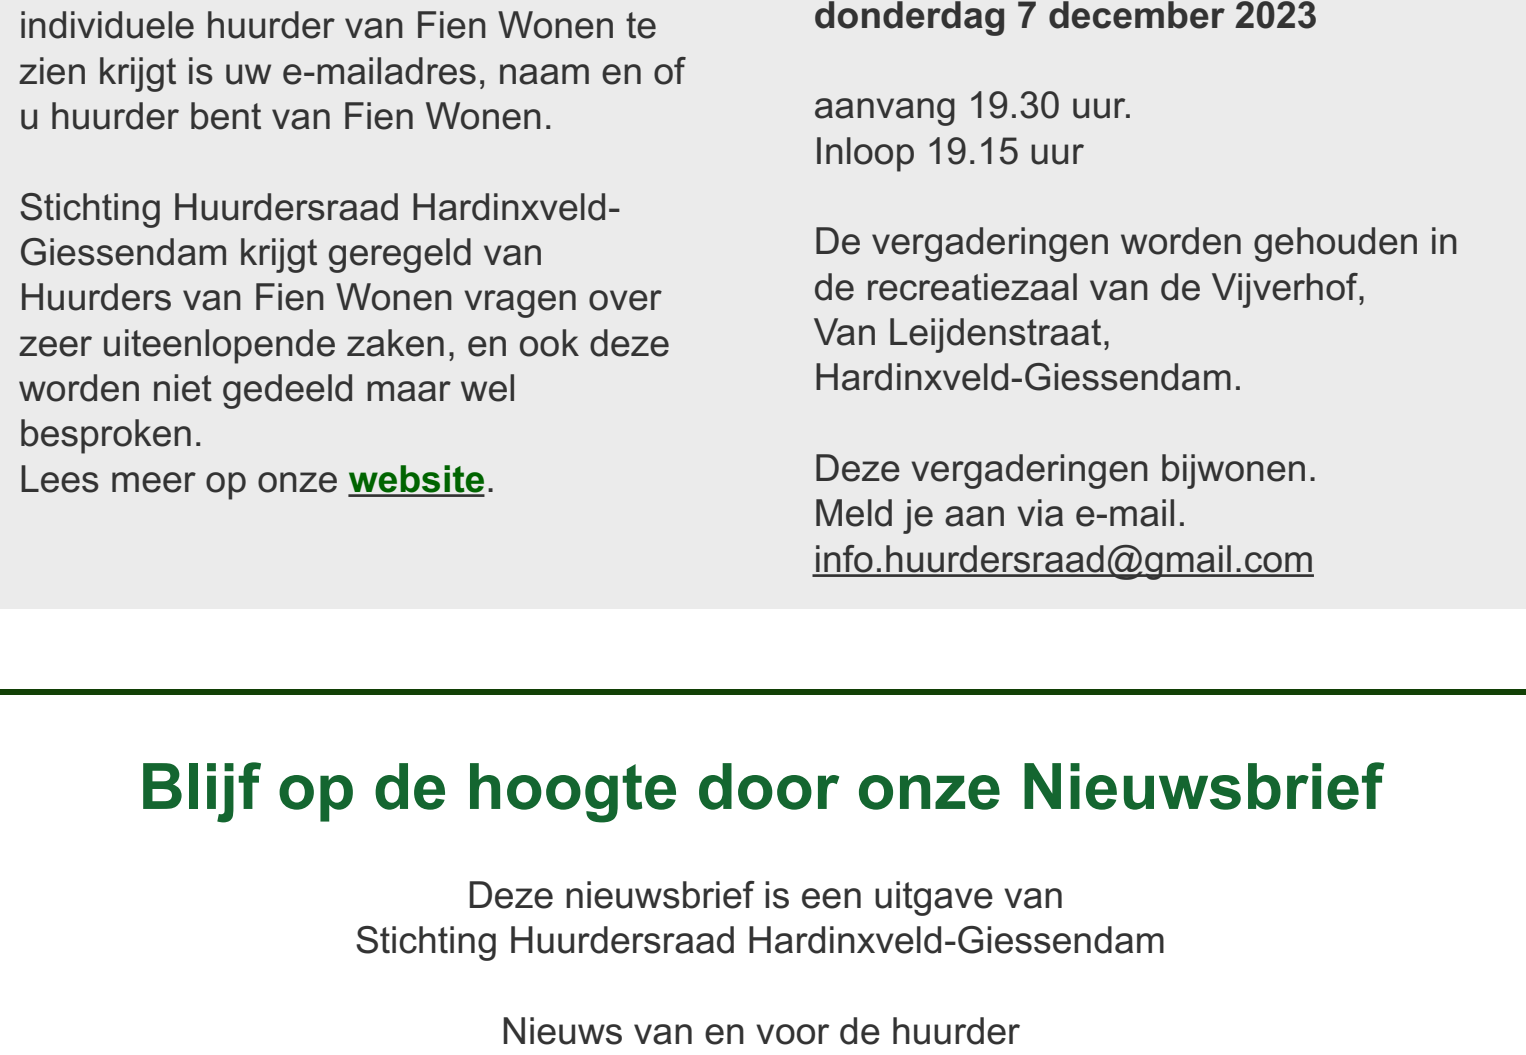 individuele huurder van Fien Wonen te
zien krijgt is uw e-mailadres, naam en of
u huurder bent van Fien Wonen.
Stichting Huurdersraad Hardinxveld-
Giessendam krijgt geregeld van
Huurders van Fien Wonen vragen over
zeer uiteenlopende zaken, en ook deze
worden niet gedeeld maar wel
besproken.
Lees meer op onze website.
donderdag 7 december 2023
aanvang 19.30 uur.
Inloop 19.15 uur
De vergaderingen worden gehouden in
de recreatiezaal van de Vijverhof,
Van Leijdenstraat,
Hardinxveld-Giessendam.
Deze vergaderingen bijwonen.
Meld je aan via e-mail.
info.huurdersraad@gmail.com
Blijf op de hoogte door onze Nieuwsbrief
Deze nieuwsbrief is een uitgave van
Stichting Huurdersraad Hardinxveld-Giessendam
Nieuws van en voor de huurder